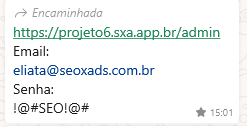 Encaminhada
https://projeto6.sxa.app.br/admin
Email:
eliata@seoxads.com.br
Senha:
!@#SEO!@#
15:01